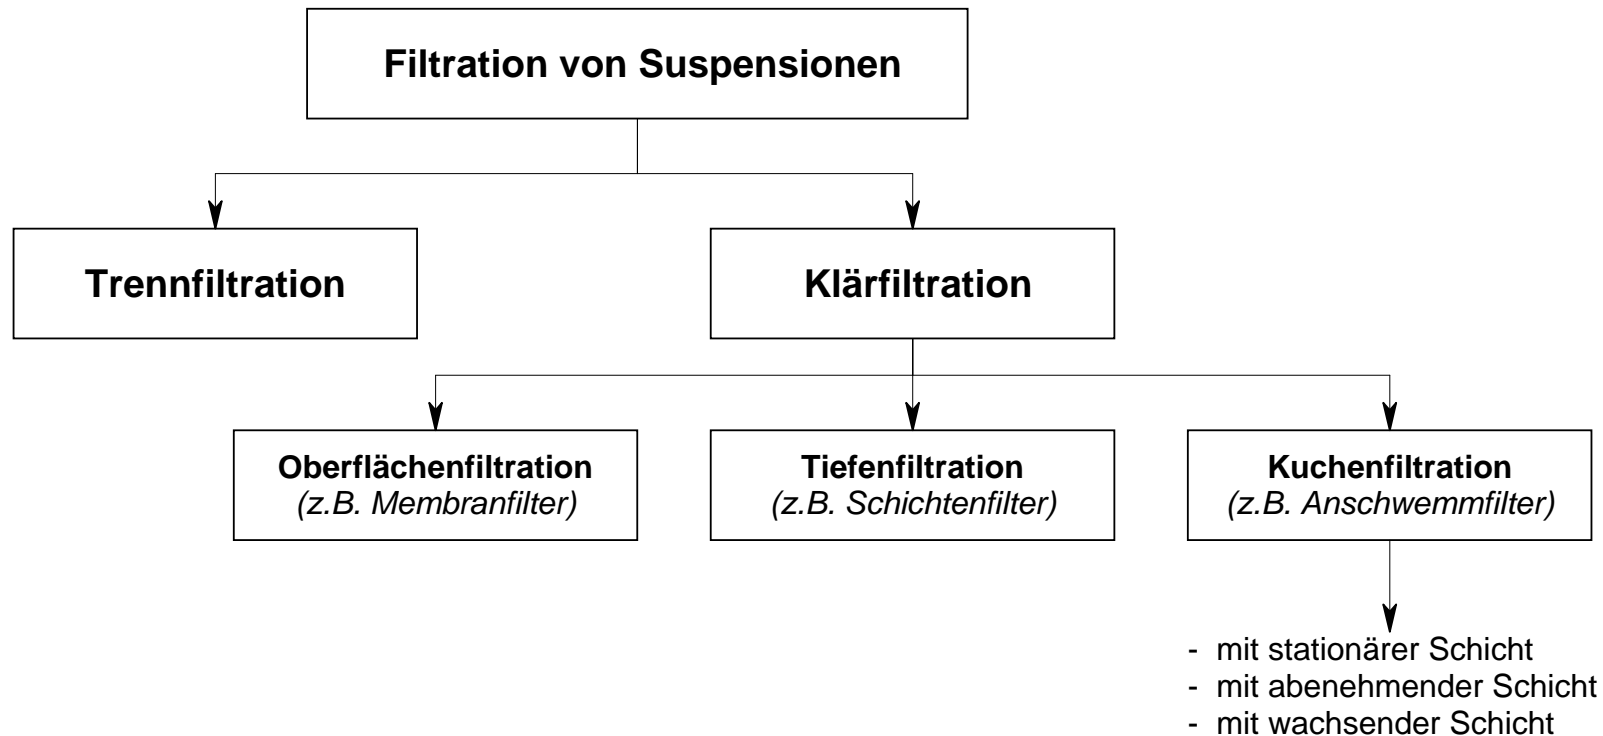 Filtration von Suspensionen
Trennfiltration
Klärfiltration
Oberflächenfiltration
(z.B. Membranfilter)
Tiefenfiltration
(z.B. Schichtenfilter)
Kuchenfiltration
(z.B. Anschwemmfilter)
- mit stationärer Schicht
- mit abenehmender Schicht
- mit wachsender Schicht